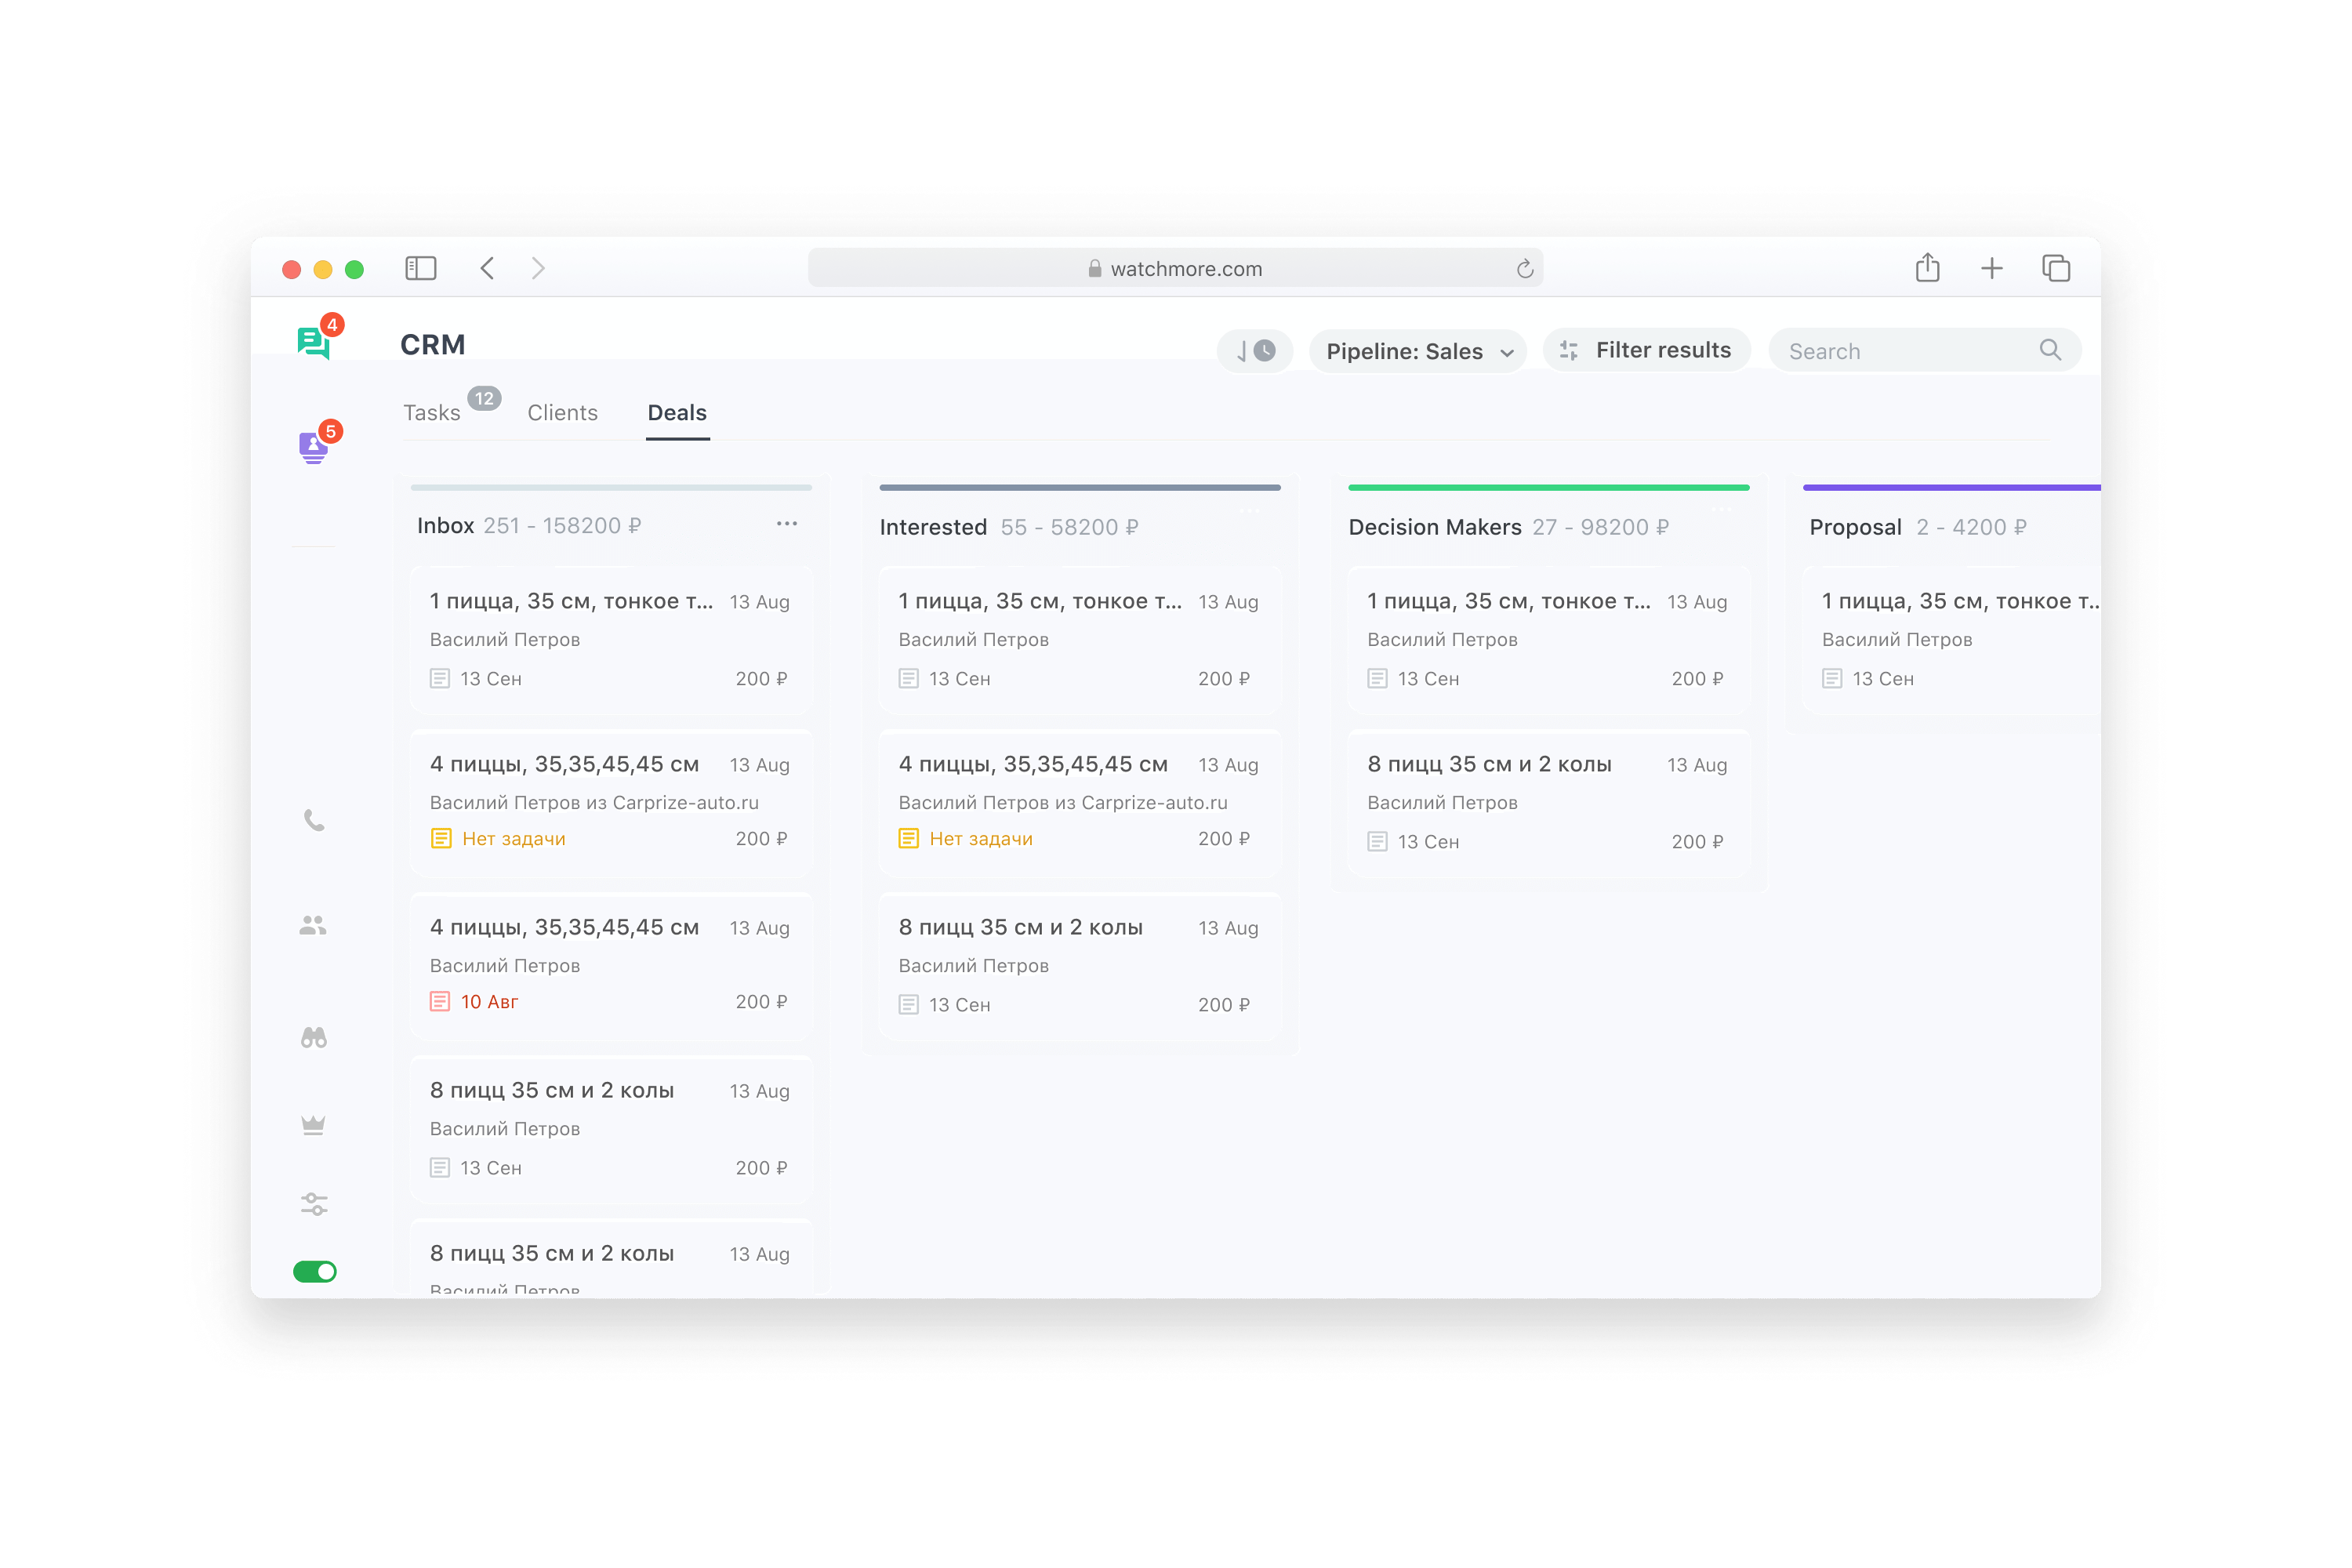 watchmore.com
4
CRM
Pipeline: Sales
Filter results
Search
Tasks 12
Clients
Deals
5
Inbox 251 - 158200 ₽
1 пицца, 35 см, тонкое т... 13 Aug
Василий Петров
13 Сен 200 ₽
4 пиццы, 35,35,45,45 см 13 Aug
Василий Петров из Carprize-auto.ru
Нет задачи 200 ₽
4 пиццы, 35,35,45,45 см 13 Aug
Василий Петров
10 Авг 200 ₽
8 пицц 35 см и 2 колы 13 Aug
Василий Петров
13 Сен 200 ₽
8 пицц 35 см и 2 колы 13 Aug
Василий Петров
Interested 55 - 58200 ₽
1 пицца, 35 см, тонкое т... 13 Aug
Василий Петров
13 Сен 200 ₽
4 пиццы, 35,35,45,45 см 13 Aug
Василий Петров из Carprize-auto.ru
Нет задачи 200 ₽
8 пицц 35 см и 2 колы 13 Aug
Василий Петров
13 Сен 200 ₽
Decision Makers 27 - 98200 ₽
1 пицца, 35 см, тонкое т... 13 Aug
Василий Петров
13 Сен 200 ₽
8 пицц 35 см и 2 колы 13 Aug
Василий Петров
13 Сен 200 ₽
Proposal 2 - 4200 ₽
1 пицца, 35 см, тонкое т..
Василий Петров
13 Сен